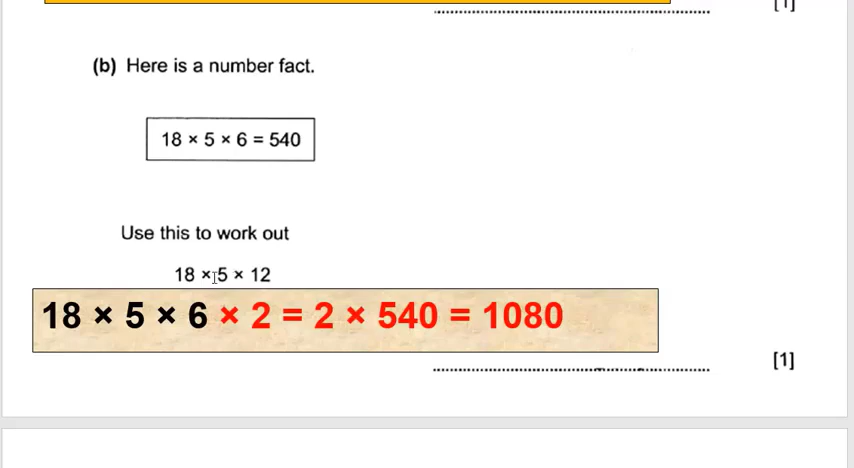 [1]
(b) Here is a number fact.
18 × 5 × 6 = 540
Use this to work out
18 × 5 × 12
18 × 5 × 6 × 2 = 2 × 540 = 1080
[1]